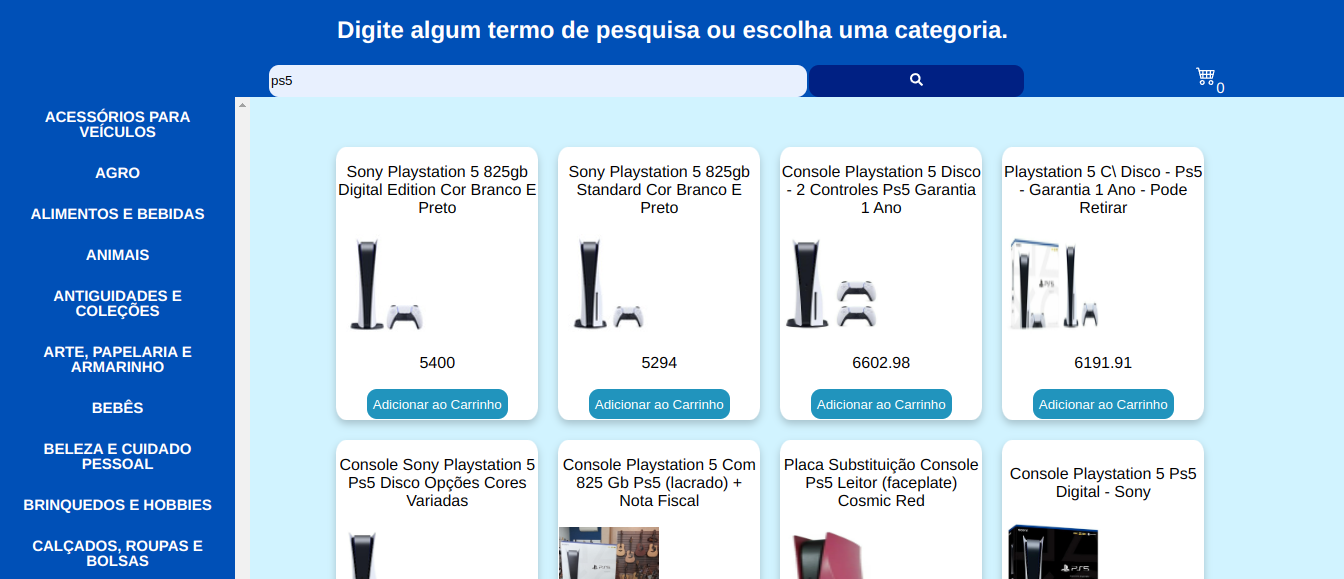 Digite algum termo de pesquisa ou escolha uma categoria.
ps5
0
ACESSÓRIOS PARA
VEÍCULOS
AGRO
ALIMENTOS E BEBIDAS
ANIMAIS
ANTIGUIDADES E
COLEÇÕES
ARTE, PAPELARIA E
ARMARINHO
BEBÊS
BELEZA E CUIDADO
PESSOAL
BRINQUEDOS E HOBBIES
CALÇADOS, ROUPAS E
BOLSAS
Sony Playstation 5 825gb
Digital Edition Cor Branco E
Preto
5400
Adicionar ao Carrinho
Sony Playstation 5 825gb
Standard Cor Branco E
Preto
5294
Adicionar ao Carrinho
Console Playstation 5 Disco
- 2 Controles Ps5 Garantia
1 Ano
6602.98
Adicionar ao Carrinho
Playstation 5 C\ Disco - Ps5
- Garantia 1 Ano - Pode
Retirar
PS5
6191.91
Adicionar ao Carrinho
Console Sony Playstation 5
Ps5 Disco Opções Cores
Variadas
Console Playstation 5 Com
825 Gb Ps5 (lacrado) +
Nota Fiscal
PS5
Placa Substituição Console
Ps5 Leitor (faceplate)
Cosmic Red
Console Playstation 5 Ps5
Digital - Sony
PS5